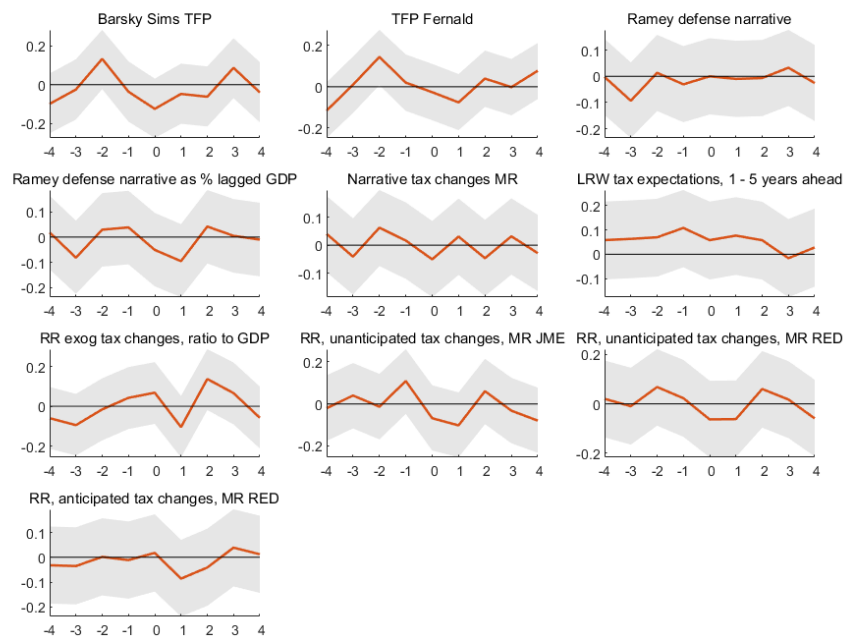 Barsky Sims TFP
0.2
0
-0.2
-4 -3 -2 -1 0 1 2 3 4
TFP Fernald
0.2
0
-0.2
-4 -3 -2 -1 0 1 2 3 4
Ramey defense narrative
0.1
0
-0.1
-0.2
-4 -3 -2 -1 0 1 2 3 4
Ramey defense narrative as % lagged GDP
0.1
0
-0.1
-0.2
-4 -3 -2 -1 0 1 2 3 4
Narrative tax changes MR
0.1
0
-0.1
-4 -3 -2 -1 0 1 2 3 4
LRW tax expectations, 1 - 5 years ahead
0.2
0.1
0
-0.1
-4 -3 -2 -1 0 1 2 3 4
RR exog tax changes, ratio to GDP
0.2
0
-0.2
-4 -3 -2 -1 0 1 2 3 4
RR, unanticipated tax changes, MR JME
0.2
0
-0.2
-4 -3 -2 -1 0 1 2 3 4
RR, unanticipated tax changes, MR RED
0.2
0
-0.2
-4 -3 -2 -1 0 1 2 3 4
RR, anticipated tax changes, MR RED
0.1
0
-0.1
-0.2
-4 -3 -2 -1 0 1 2 3 4